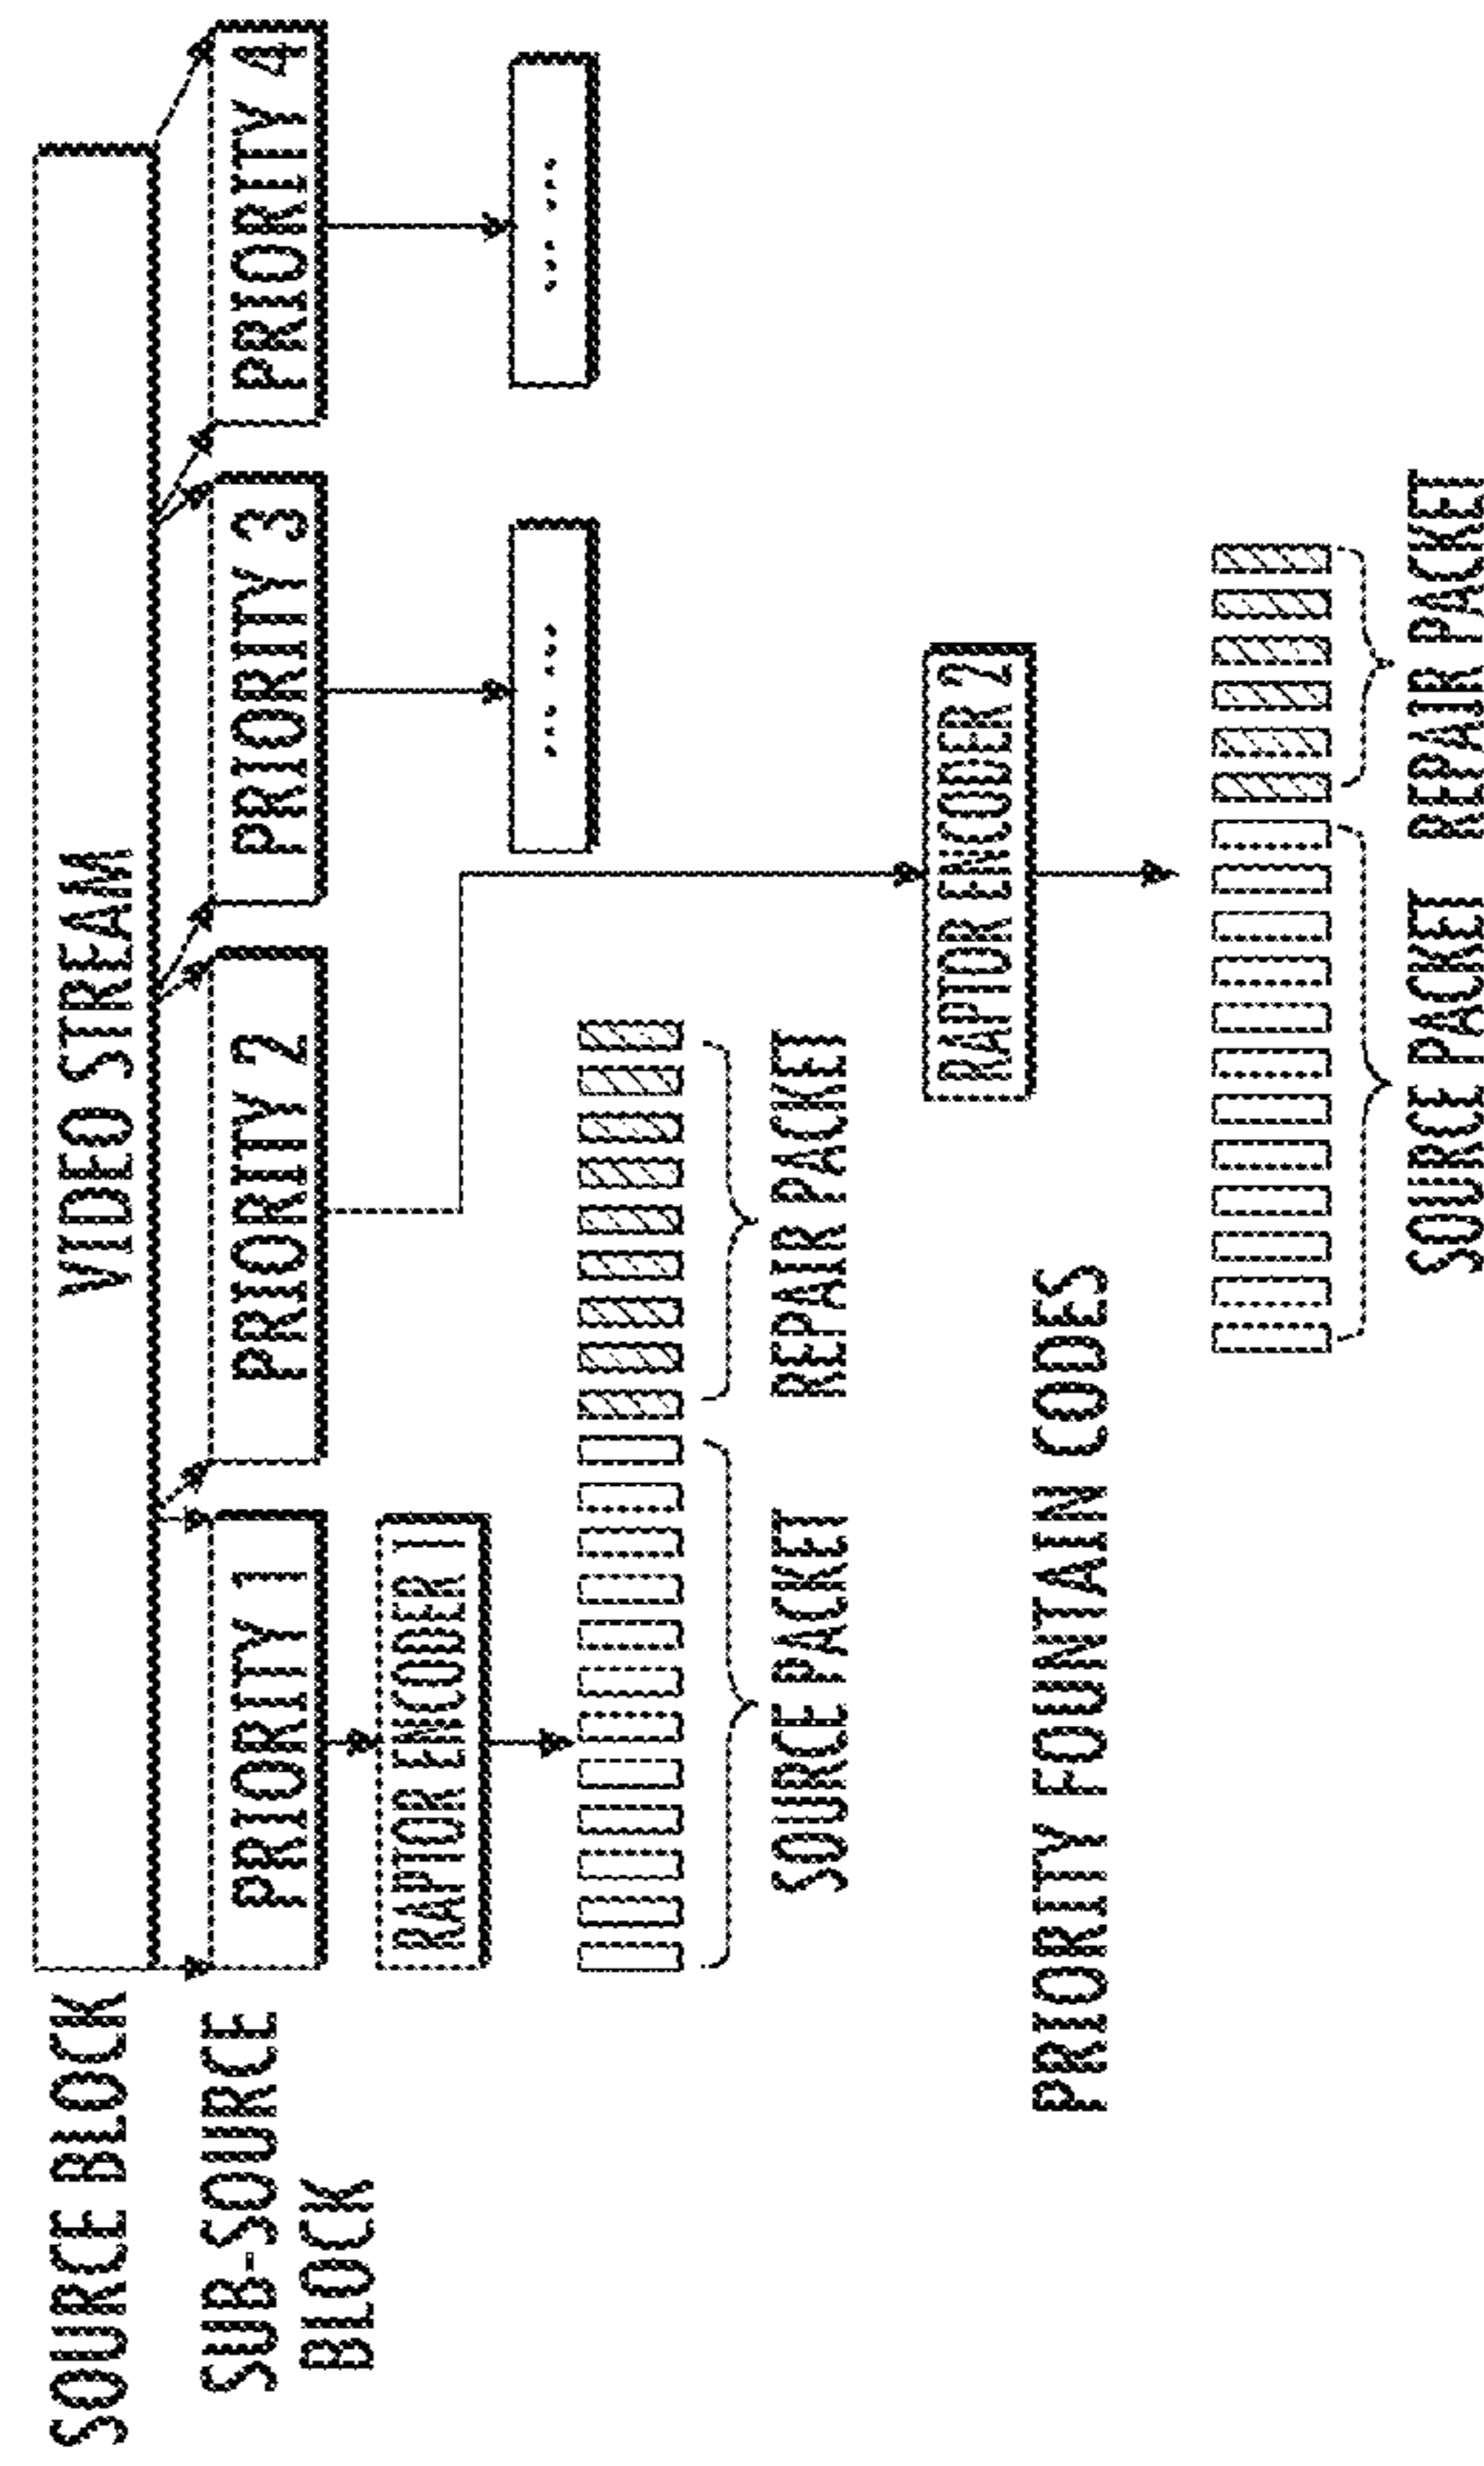 SOURCE BLOCK
VIDEO STREAM
SUB-SOURCE
BLOCK
PRIORITY 1
PRIORITY 2
PRIORITY 3
PRIORITY 4
RAPTOR ENCODER 1
......
......
SOURCE PACKET
REPAIR PACKET
RAPTOR ENCODER 2
PRIORITY FOUNTAIN CODES
SOURCE PACKET
REPAIR PACKET